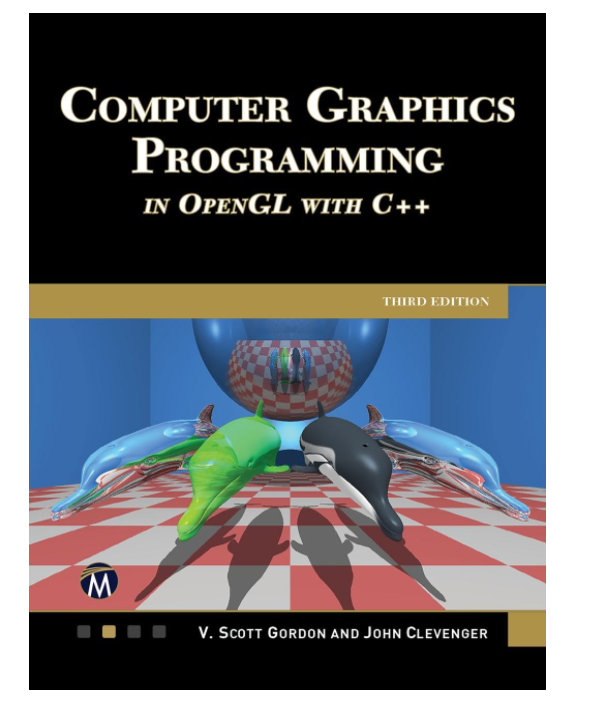 COMPUTER GRAPHICS
PROGRAMMING
IN OPENGL WITH C++
THIRD EDITION
M
V. SCOTT GORDON AND JOHN CLEVENGER